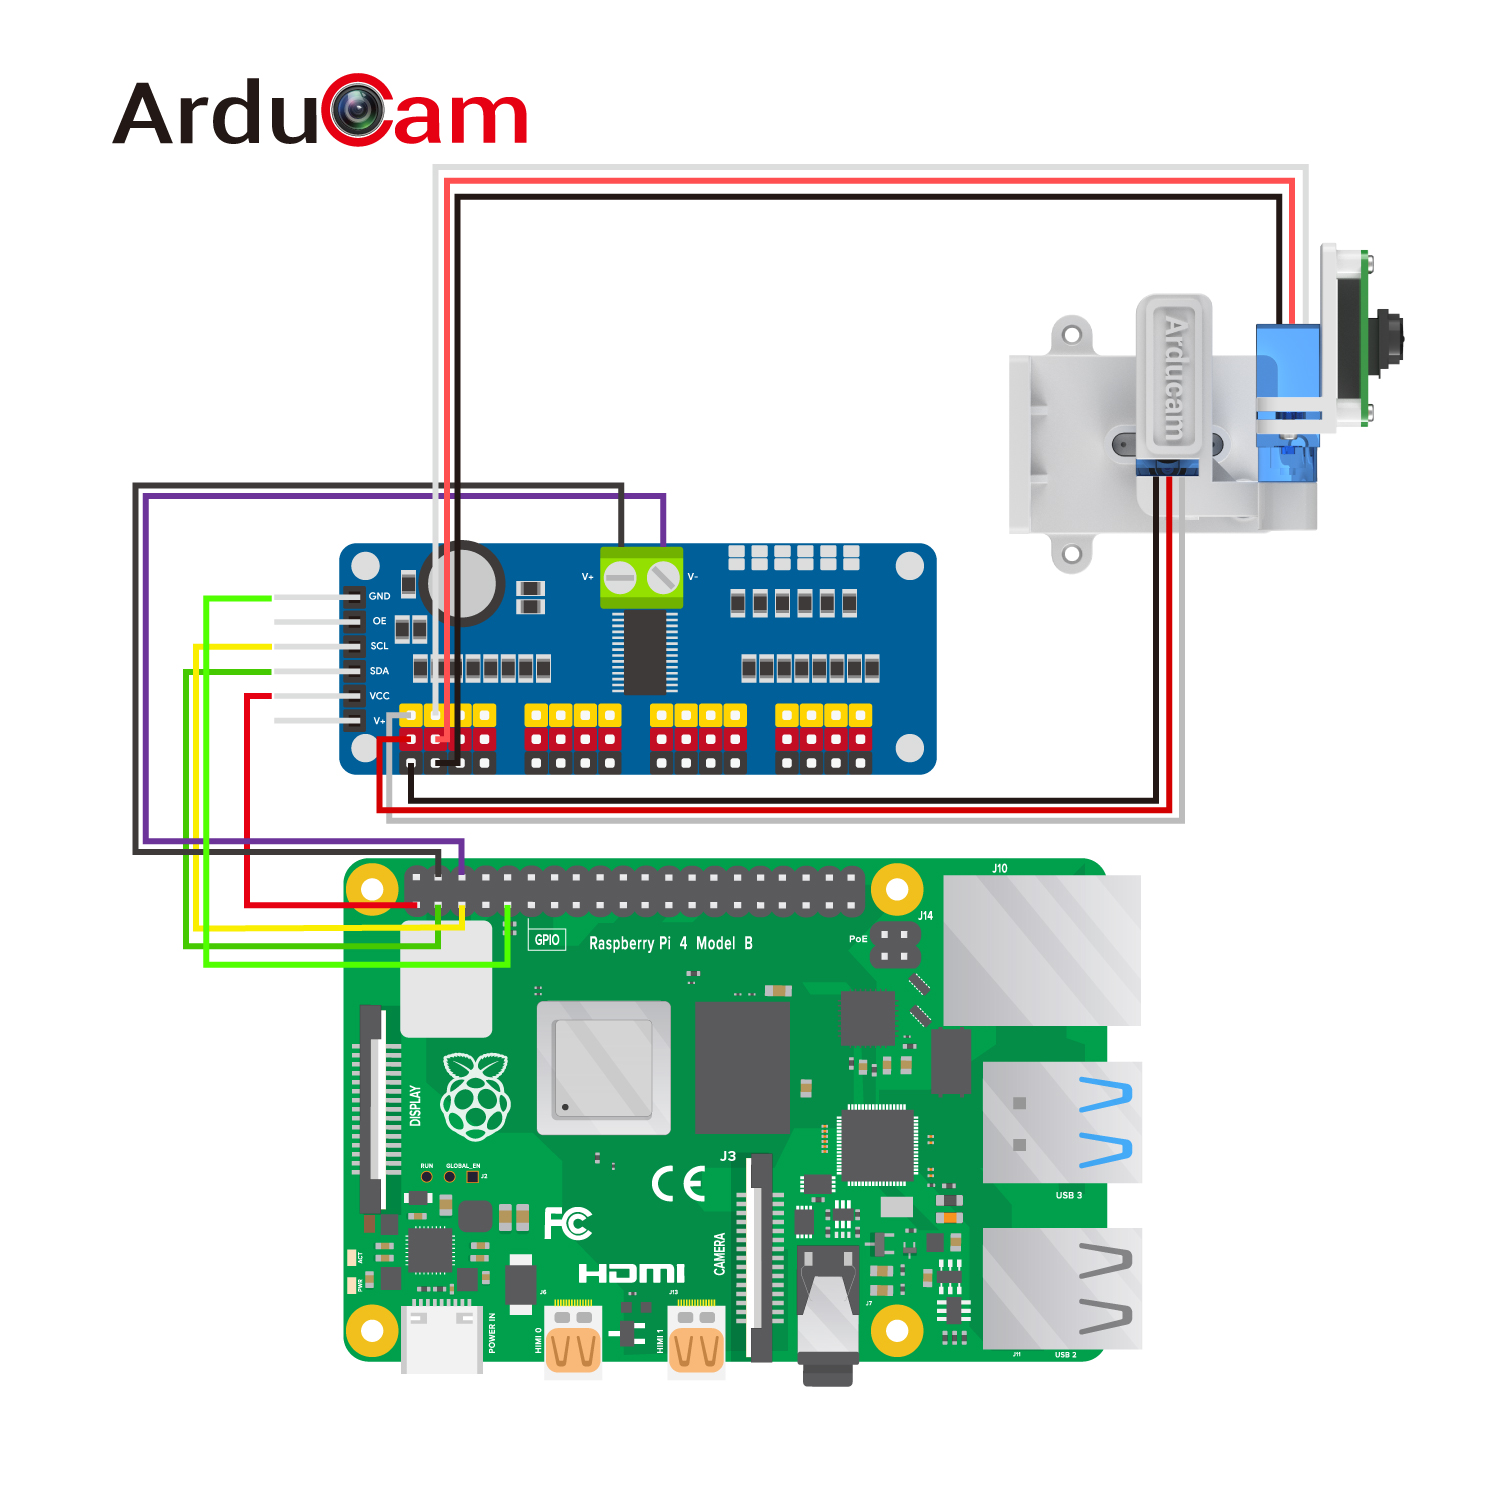 ArduCam
Arducam
V+
V-
GND
OE
SCL
SDA
VCC
V+
J10
J14
PoE
GPIO
Raspberry Pi 4 Model B
DISPLAY
RUN
GLOBAL_EN
J2
J3
CE
FC
USB 3
CAMERA
HDMI
ACT
PWR
POWER IN
J6
HIMI 0
J13
HIMI 1
J7
J11
USB 2